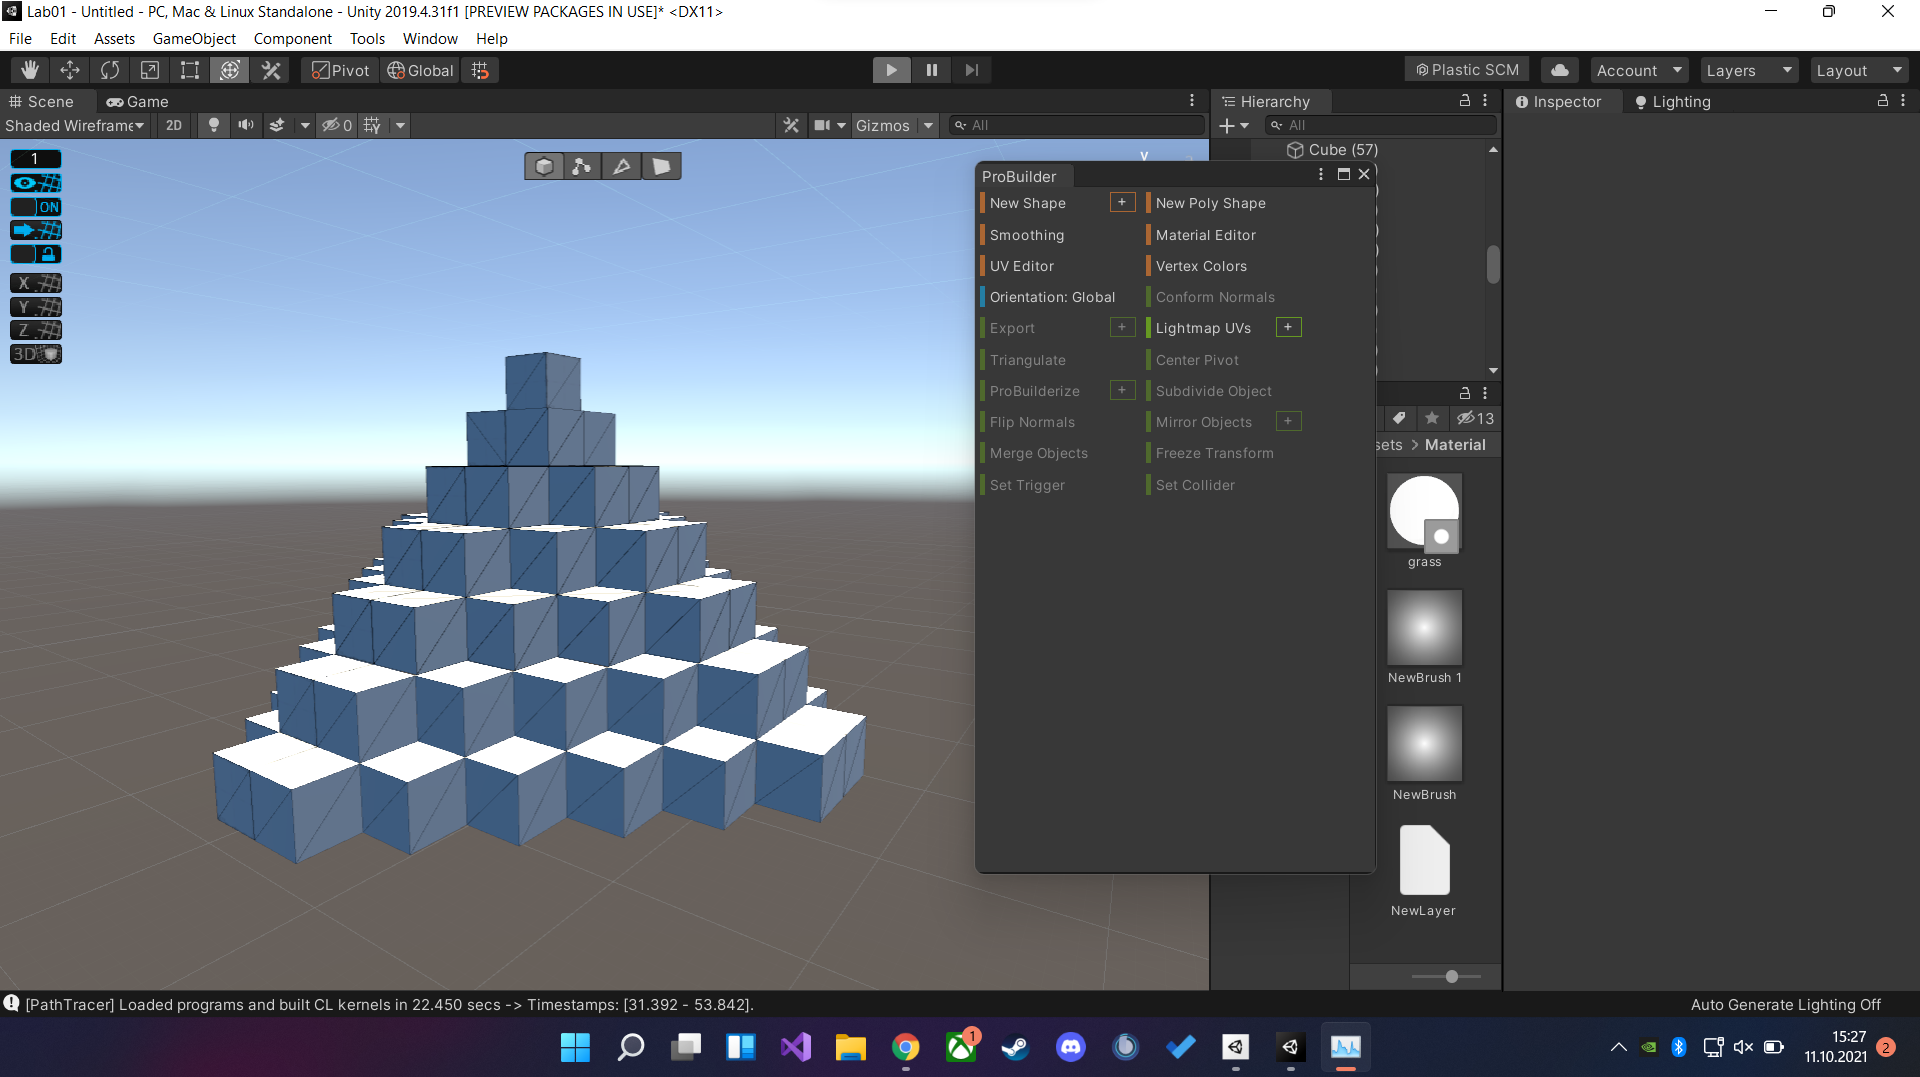 Lab01 - Untitled - PC, Mac & Linux Standalone - Unity 2019.4.31f1 [PREVIEW PACKAGES IN USE]* <DX11>
File Edit Assets GameObject Component Tools Window Help
Pivot Global Plastic SCM Account Layers Layout
Scene Game Hierarchy Inspector Lighting
Shaded Wireframe 2D 0 Gizmos All All
Cube (57)
1
ON
X
Y
Z
3D
y
ProBuilder
New Shape + New Poly Shape
Smoothing Material Editor
UV Editor Vertex Colors
Orientation: Global Conform Normals
Export + Lightmap UVs +
Triangulate Center Pivot
ProBuilderize + Subdivide Object
Flip Normals Mirror Objects +
Merge Objects Freeze Transform
Set Trigger Set Collider
13
sets > Material
grass
NewBrush 1
NewBrush
NewLayer
[PathTracer] Loaded programs and built CL kernels in 22.450 secs -> Timestamps: [31.392 - 53.842].
Auto Generate Lighting Off
1
15:27
11.10.2021
2